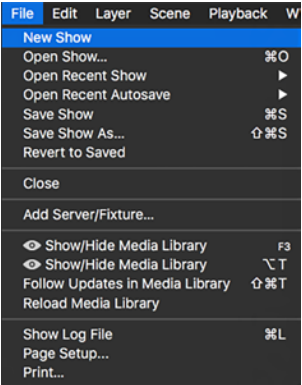 File Edit Layer Scene Playback W
New Show
Open Show... ⌘O
Open Recent Show ▶
Open Recent Autosave ▶
Save Show ⌘S
Save Show As... ⇧⌘S
Revert to Saved
Close
Add Server/Fixture...
Show/Hide Media Library F3
Show/Hide Media Library ⌥T
Follow Updates in Media Library ⇧⌘T
Reload Media Library
Show Log File ⌘L
Page Setup...
Print...